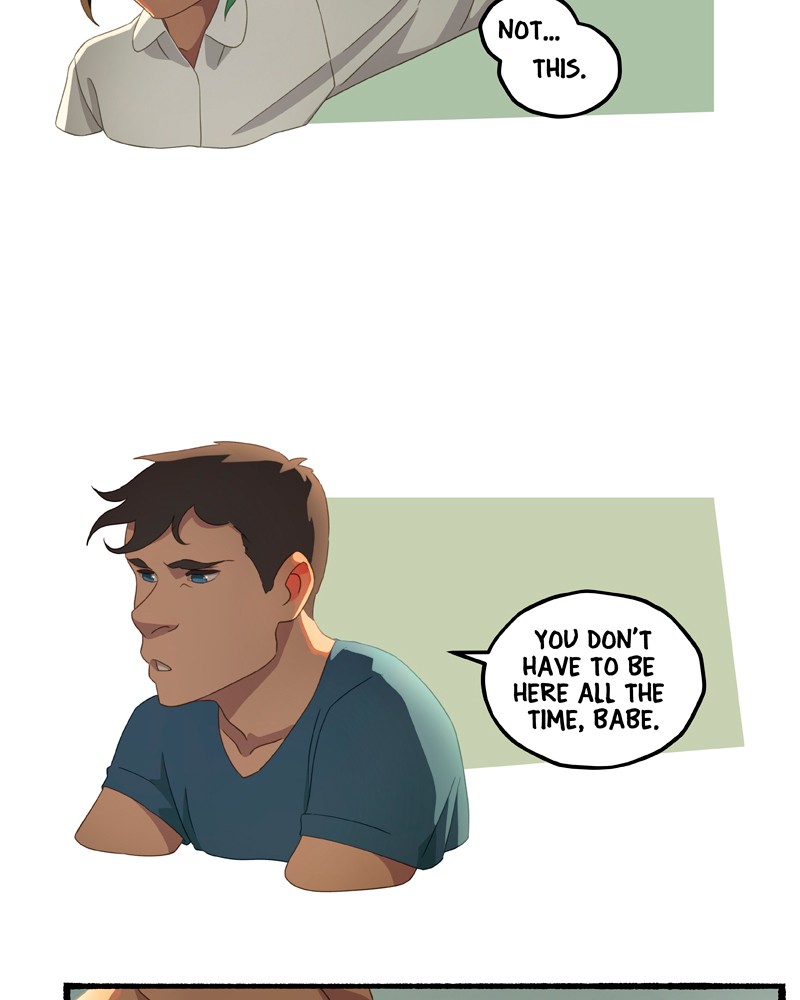 NOT...
THIS.
YOU DON'T
HAVE TO BE
HERE ALL THE
TIME, BABE.